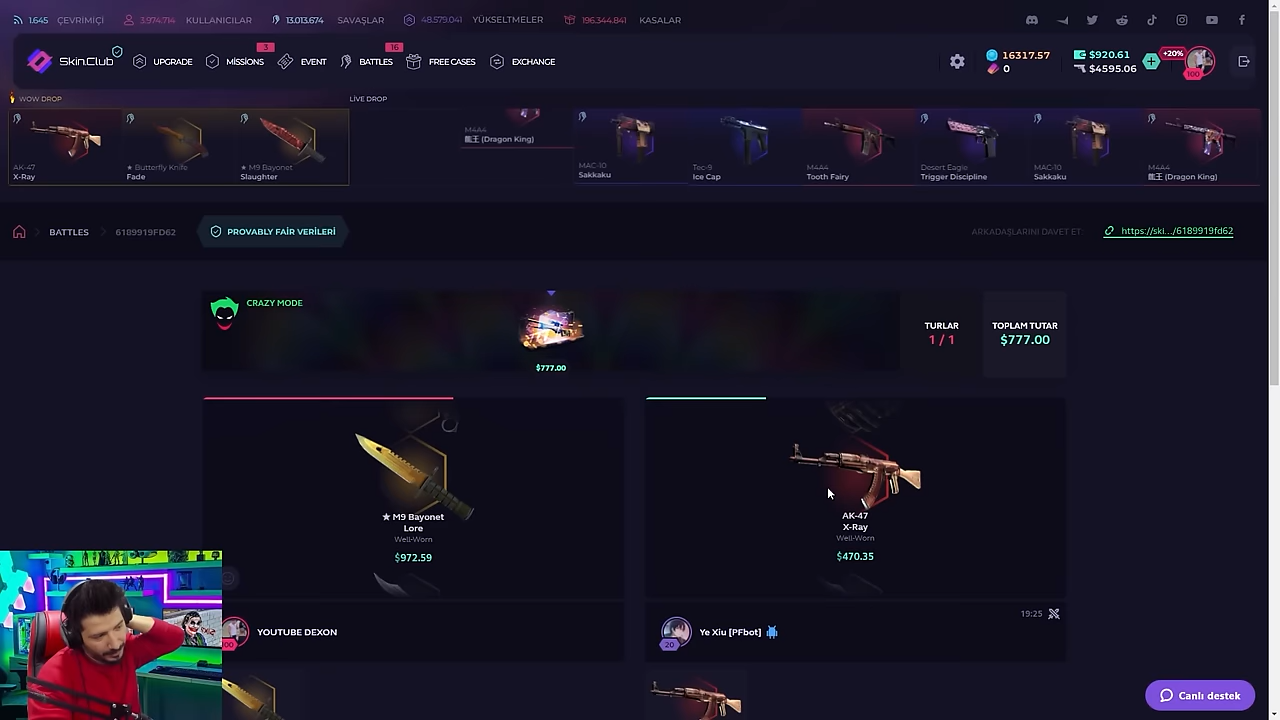 1.645 ÇEVRİMİÇİ 3.974.714 KULLANICILAR 13.013.674 SAVAŞLAR 48.579.041 YÜKSELTMELER 196.344.841 KASALAR
Skin.Club UPGRADE 3 MISSIONS EVENT 16 BATTLES FREE CASES EXCHANGE
16317.57 $920.61 +20%
0 $4595.06 100
WOW DROP LIVE DROP
AK-47
X-Ray
★ Butterfly Knife
Fade
★ M9 Bayonet
Slaughter
M4A4
龍王 (Dragon King)
MAC-10
Sakkaku
Tec-9
Ice Cap
M4A4
Tooth Fairy
Desert Eagle
Trigger Discipline
MAC-10
Sakkaku
M4A4
龍王 (Dragon King)
BATTLES 6189919FD62 PROVABLY FAİR VERİLERİ ARKADAŞLARINI DAVET ET: https://ski.../6189919fd62
CRAZY MODE
$777.00
TURLAR
1 / 1
TOPLAM TUTAR
$777.00
★ M9 Bayonet
Lore
Well-Worn
$972.59
AK-47
X-Ray
Well-Worn
$470.35
19:25
YOUTUBE DEXON
Ye Xiu [PFbot]
20
Canlı destek